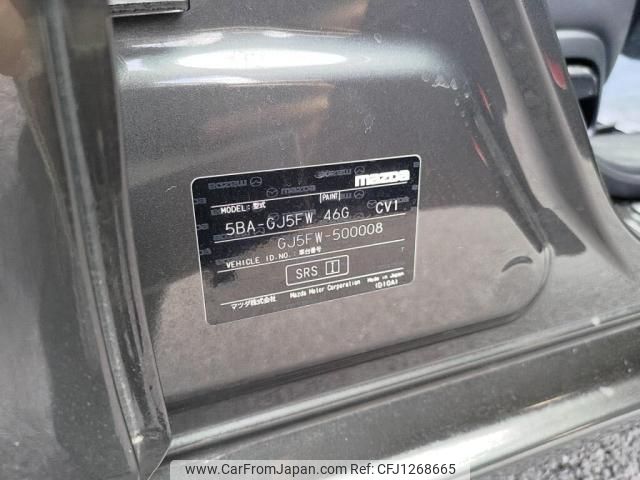 mazda
MODEL: 型式 PAINT
5BA-GJ5FW 46G CV1
GJ5FW-500008
VEHICLE ID.NO.: 車台番号
SRS
マツダ株式会社 Mazda Motor Corporation Made in Japan
(D10A)
www.CarFromJapan.com CFJ1268665